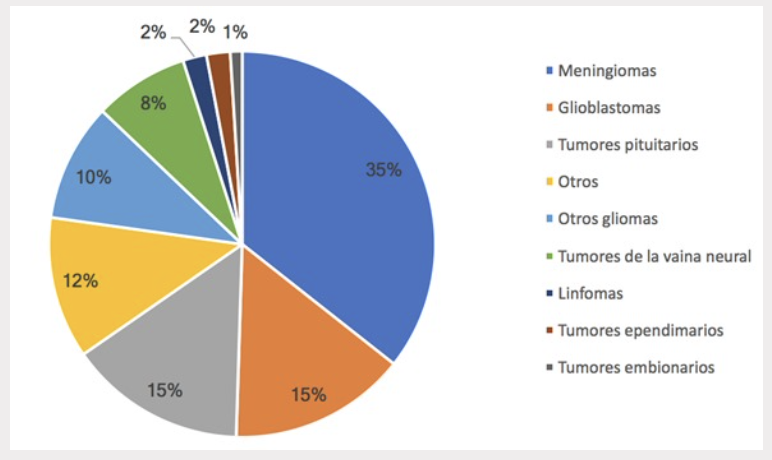 2%
2%
1%
8%
35%
10%
12%
15%
15%
Meningiomas
Glioblastomas
Tumores pituitarios
Otros
Otros gliomas
Tumores de la vaina neural
Linfomas
Tumores ependimarios
Tumores embionarios